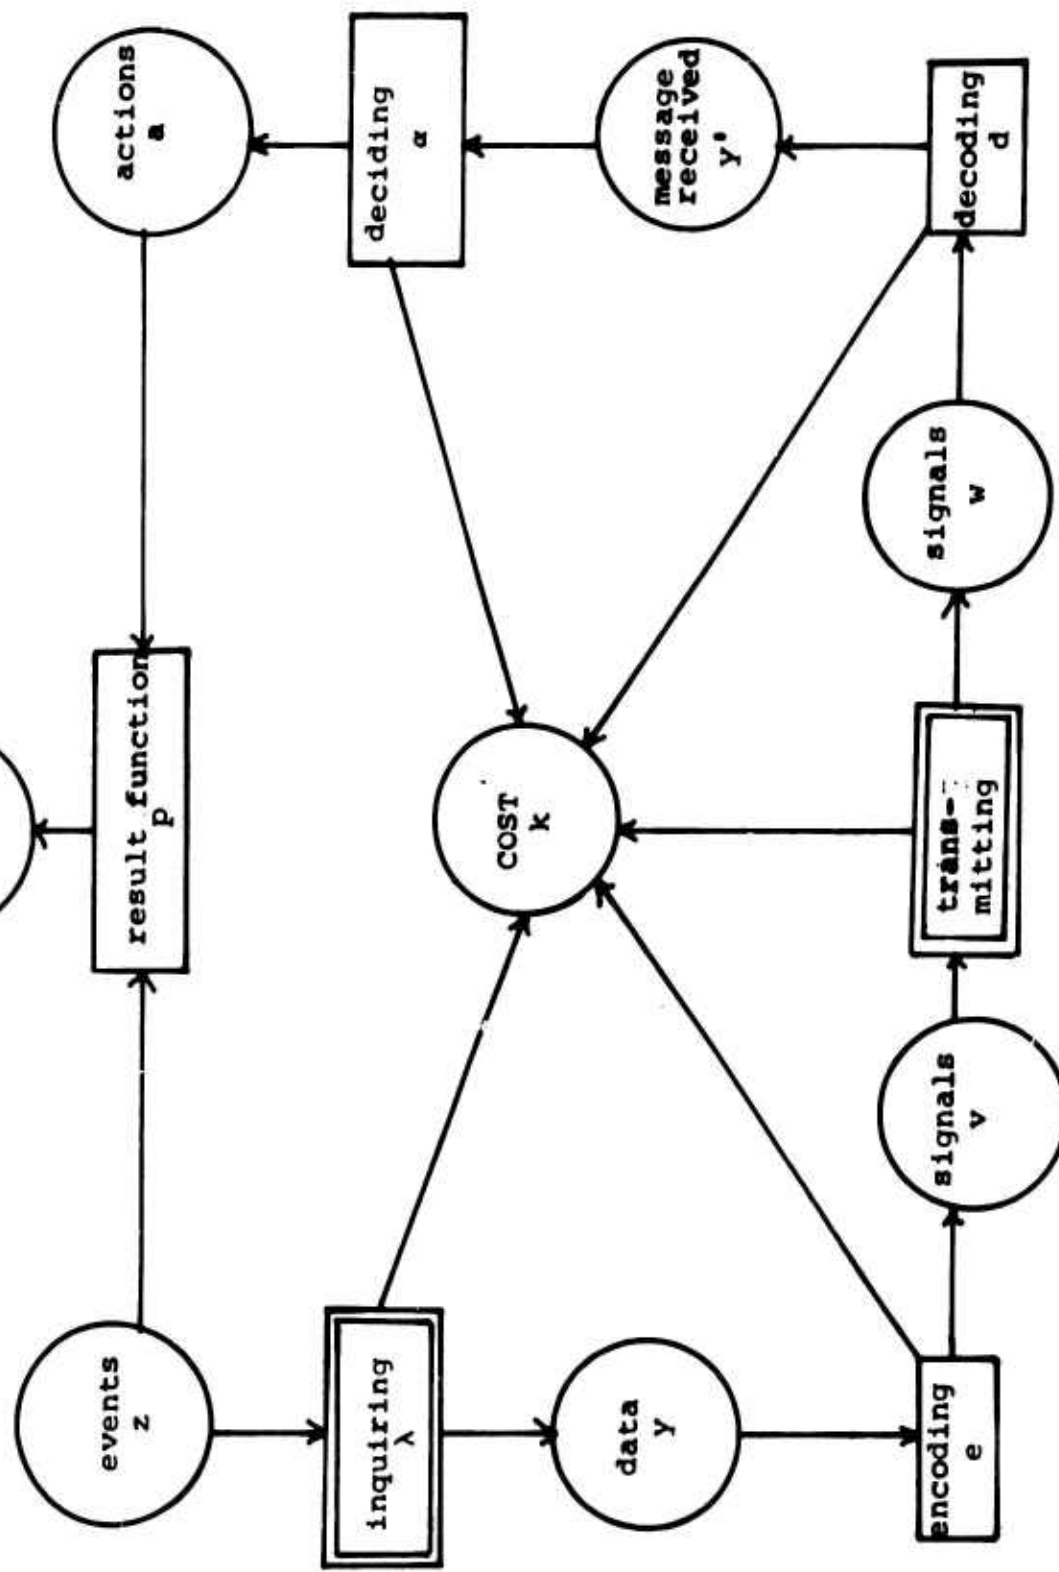 events
z
inquiring
λ
data
y
encoding
e
signals
v
trans-
mitting
signals
w
decoding
d
message
received
y'
deciding
α
actions
a
result function
p
COST
k